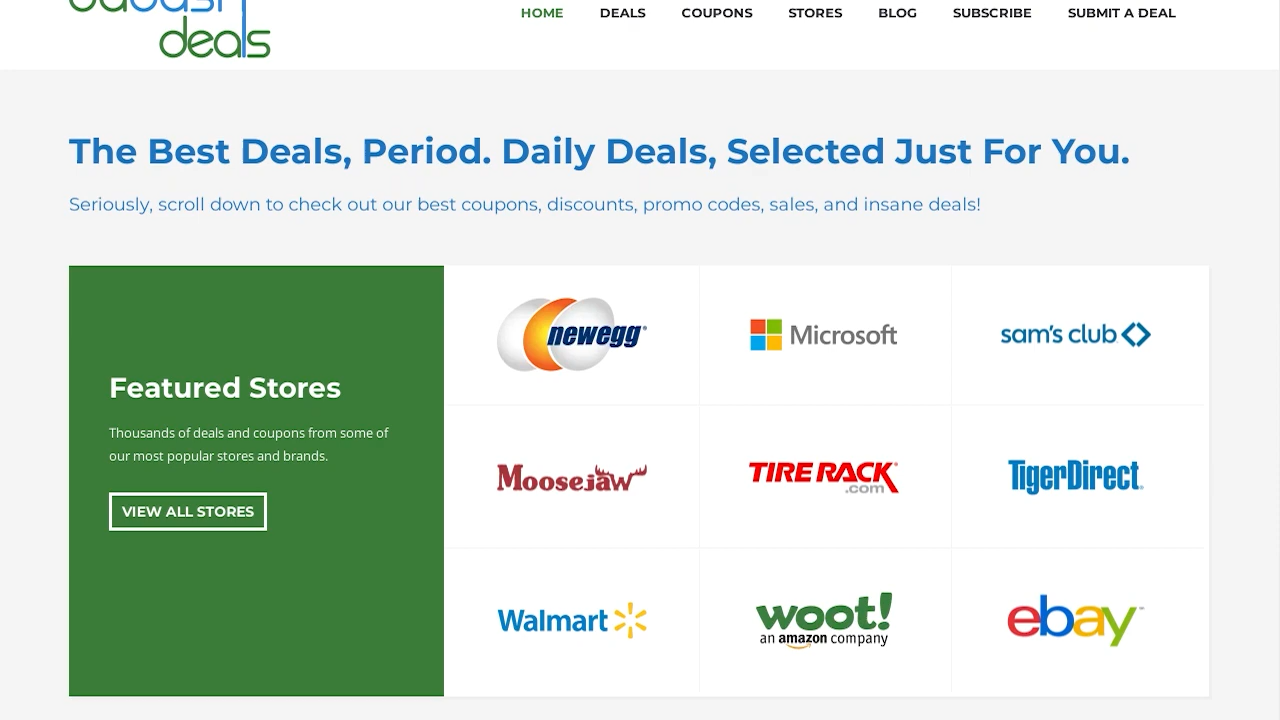 deals
HOME
DEALS
COUPONS
STORES
BLOG
SUBSCRIBE
SUBMIT A DEAL
The Best Deals, Period. Daily Deals, Selected Just For You.
Seriously, scroll down to check out our best coupons, discounts, promo codes, sales, and insane deals!
Featured Stores
Thousands of deals and coupons from some of
our most popular stores and brands.
VIEW ALL STORES
newegg
Microsoft
sam's club
Moosejaw
TIRE RACK
.com
TigerDirect
Walmart
woot!
an amazon company
ebay